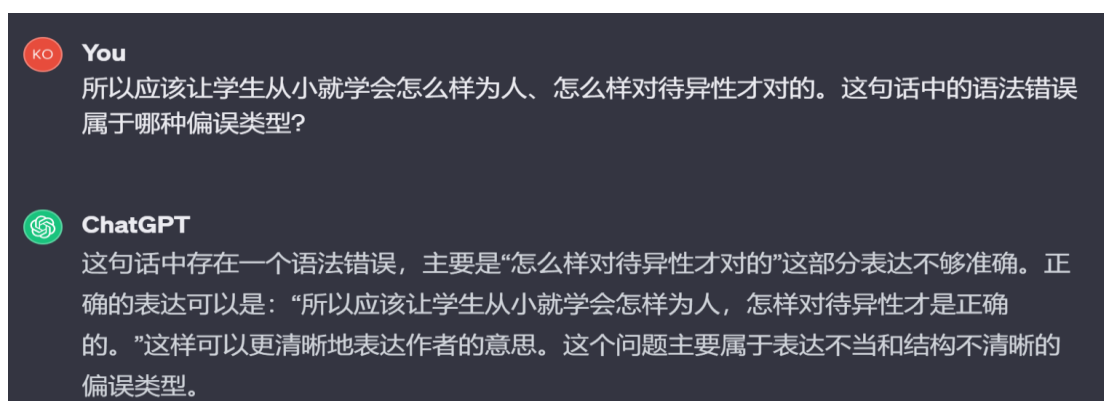 KO
You
所以应该让学生从小就学会怎么样为人、怎么样对待异性才对的。这句话中的语法错误
属于哪种偏误类型?
ChatGPT
这句话中存在一个语法错误，主要是“怎么样对待异性才对的”这部分表达不够准确。正
确的表达可以是：“所以应该让学生从小就学会怎样为人，怎样对待异性才是正确
的。”这样可以更清晰地表达作者的意思。这个问题主要属于表达不当和结构不清晰的
偏误类型。